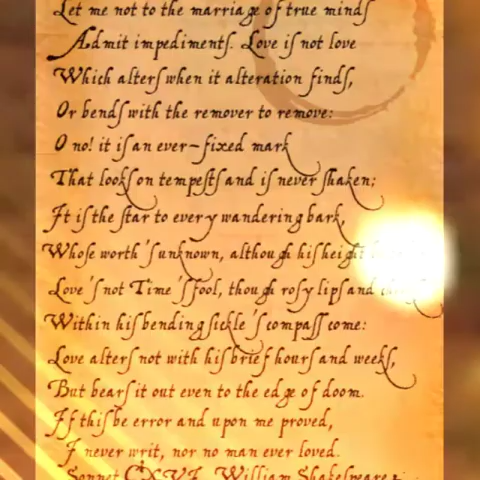 Let me not to the marriage of true minds
Admit impediments. Love is not love
Which alters when it alteration finds,
Or bends with the remover to remove:
O no! it is an ever-fixed mark
That looks on tempests and is never shaken;
It is the star to every wandering bark,
Whose worth's unknown, although his height
Love's not Time's fool, though rosy lips and
Within his bending sickle's compass come:
Love alters not with his brief hours and weeks,
But bears it out even to the edge of doom.
If this be error and upon me proved,
I never writ, nor no man ever loved.
Sonnet CXVI, William Shakespeare